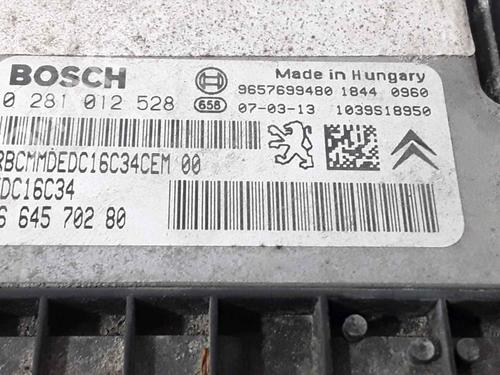 BOSCH
Made in Hungary
0 281 012 528
9657699480 1844 0960
658
07-03-13 1039S18950
RBCMMDEDC16C34CEM 00
EDC16C34
6 645 702 80